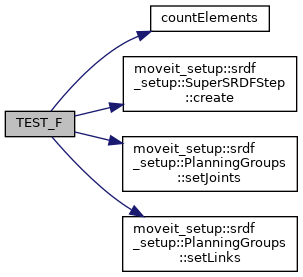 countElements
moveit_setup::srdf
_setup::SuperSRDFStep
::create
TEST_F
moveit_setup::srdf
_setup::PlanningGroups
::setJoints
moveit_setup::srdf
_setup::PlanningGroups
::setLinks